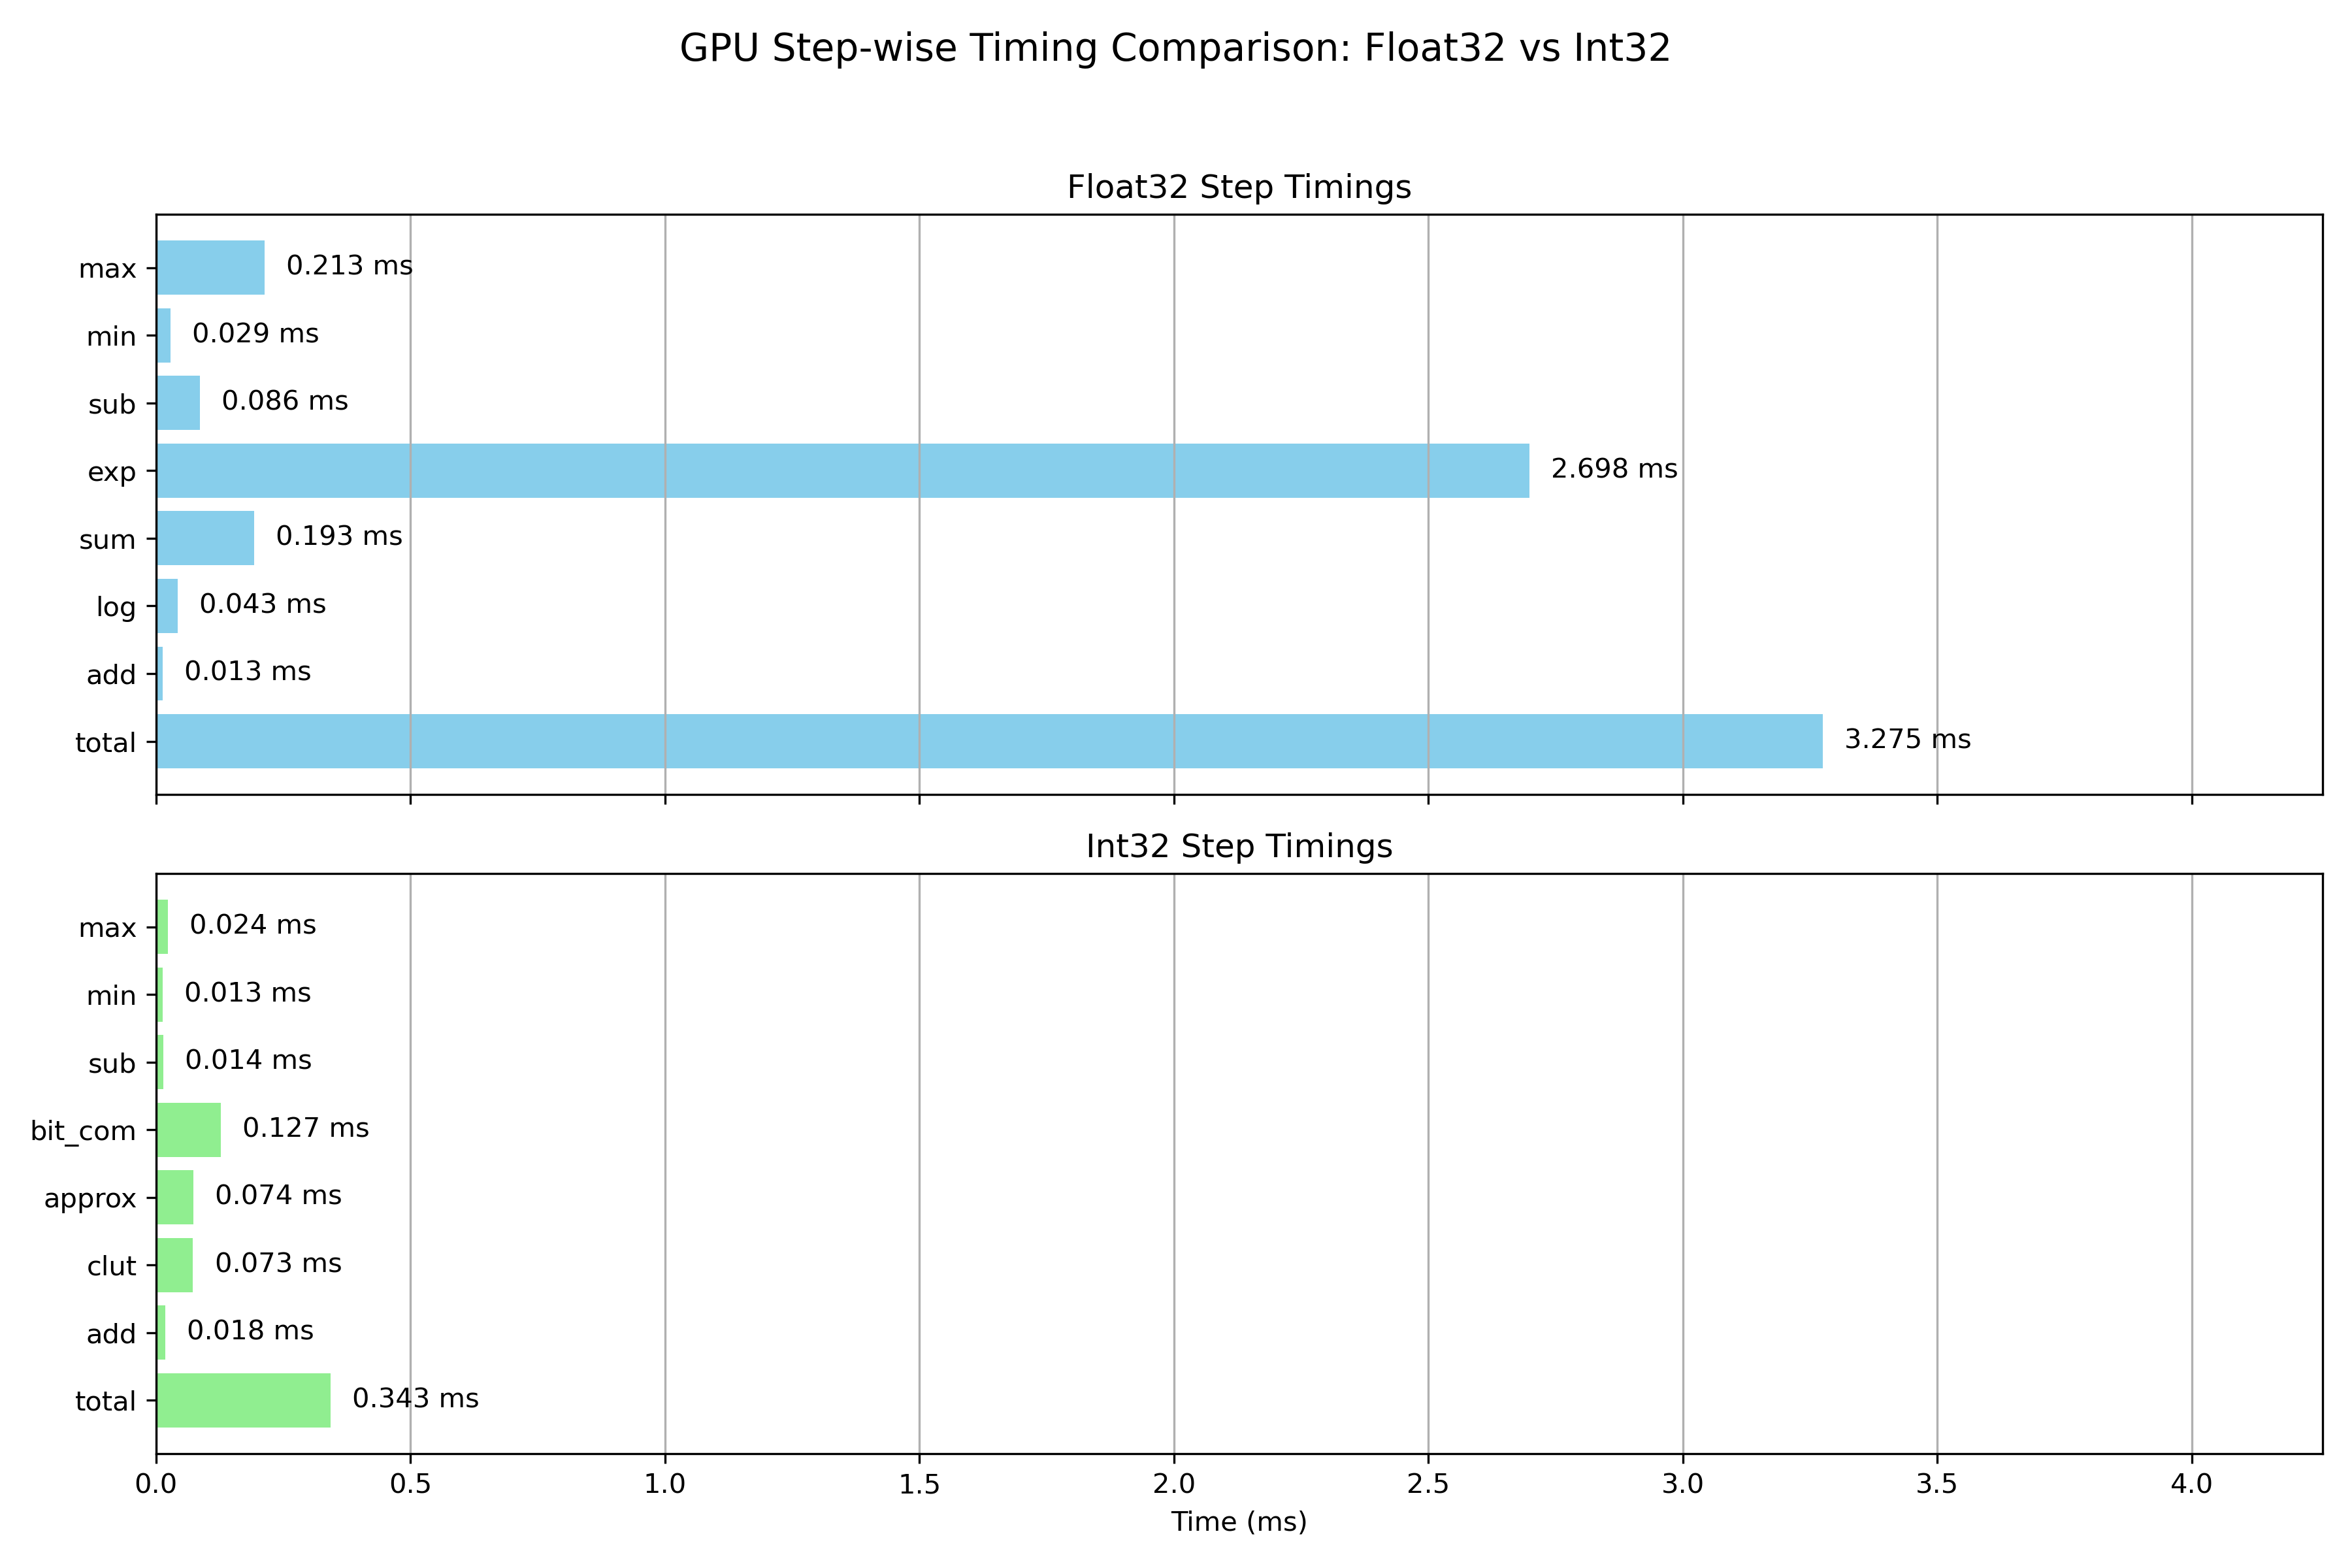 GPU Step-wise Timing Comparison: Float32 vs Int32
Float32 Step Timings
max 0.213 ms
min 0.029 ms
sub 0.086 ms
exp 2.698 ms
sum 0.193 ms
log 0.043 ms
add 0.013 ms
total 3.275 ms
Int32 Step Timings
max 0.024 ms
min 0.013 ms
sub 0.014 ms
bit_com 0.127 ms
approx 0.074 ms
clut 0.073 ms
add 0.018 ms
total 0.343 ms
0.0 0.5 1.0 1.5 2.0 2.5 3.0 3.5 4.0
Time (ms)